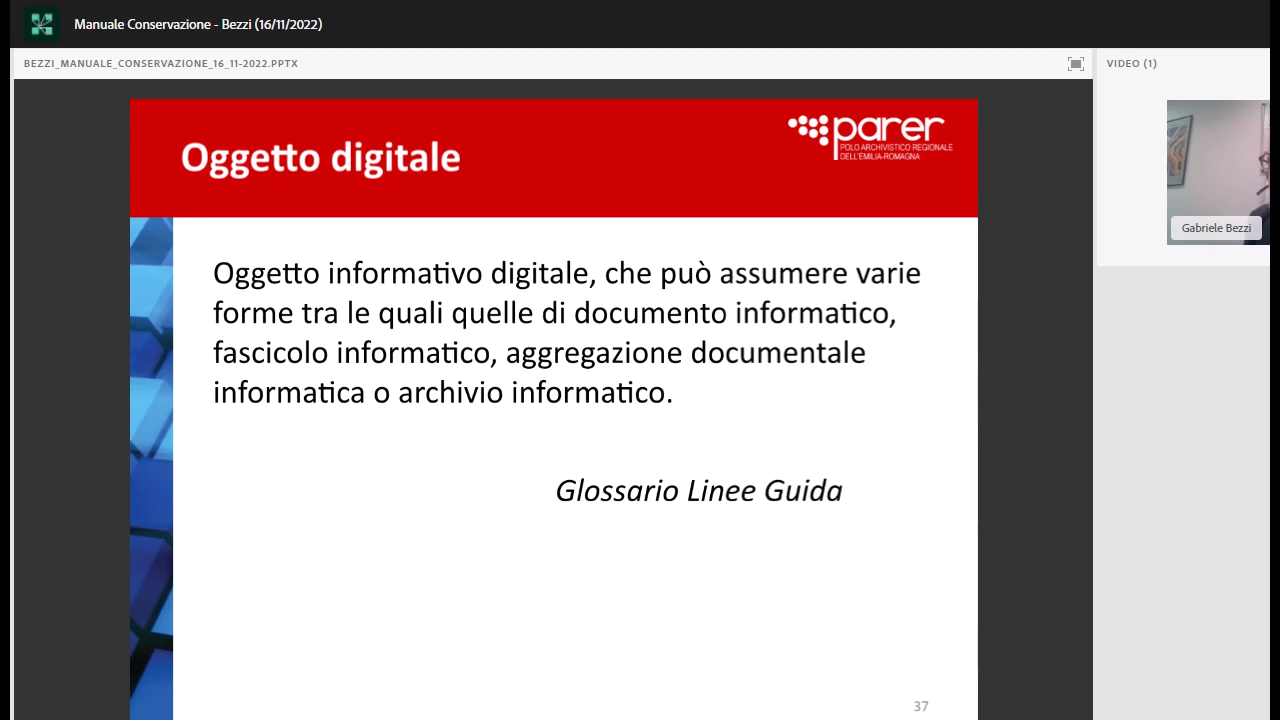 Manuale Conservazione - Bezzi (16/11/2022)
BEZZI_MANUALE_CONSERVAZIONE_16_11-2022.PPTX
VIDEO (1)
Oggetto digitale
parer
POLO ARCHIVISTICO REGIONALE
DELL'EMILIA-ROMAGNA
Gabriele Bezzi
Oggetto informativo digitale, che può assumere varie
forme tra le quali quelle di documento informatico,
fascicolo informatico, aggregazione documentale
informatica o archivio informatico.
Glossario Linee Guida
37